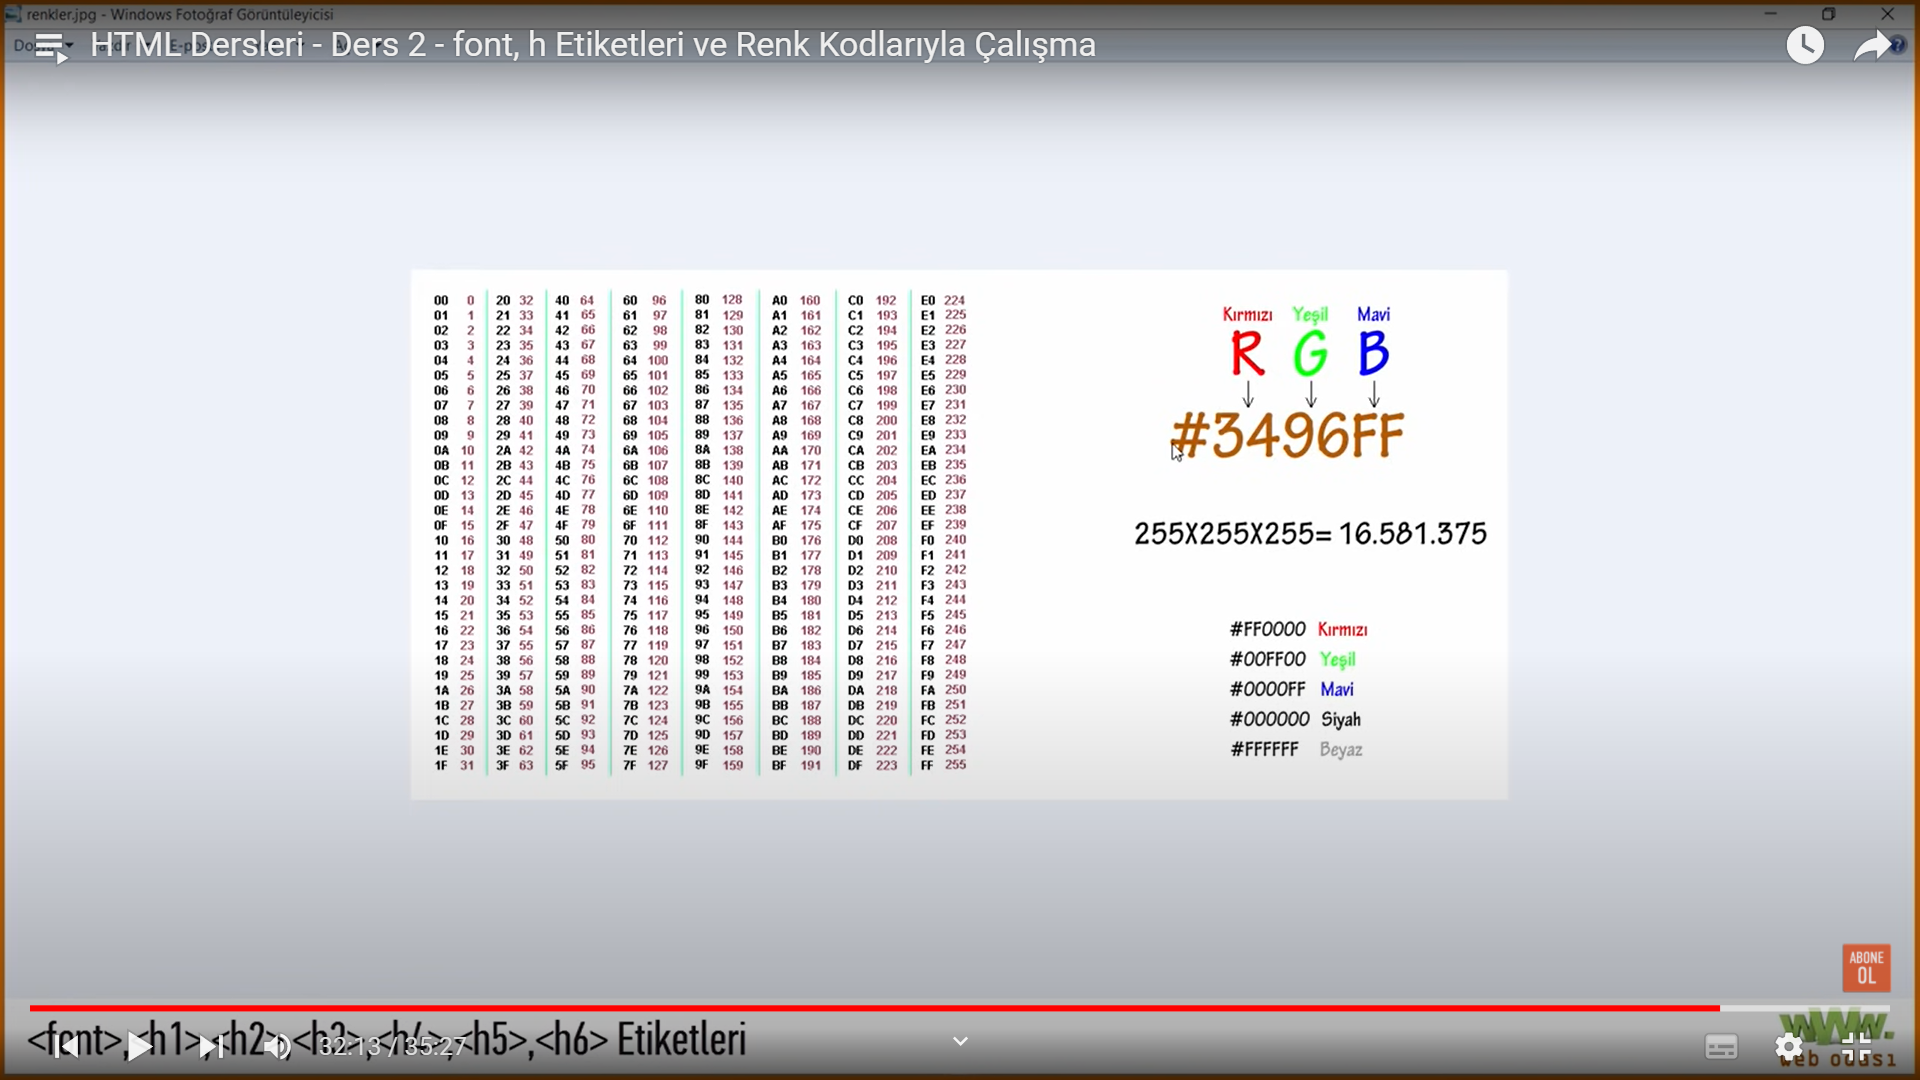 renkler.jpg - Windows Fotoğraf Görüntüleyicisi
HTML Dersleri - Ders 2 - font, h Etiketleri ve Renk Kodlarıyla Çalışma
00 0 20 32 40 64 60 96 80 128 A0 160 C0 192 E0 224
01 1 21 33 41 65 61 97 81 129 A1 161 C1 193 E1 225
02 2 22 34 42 66 62 98 82 130 A2 162 C2 194 E2 226
03 3 23 35 43 67 63 99 83 131 A3 163 C3 195 E3 227
04 4 24 36 44 68 64 100 84 132 A4 164 C4 196 E4 228
05 5 25 37 45 69 65 101 85 133 A5 165 C5 197 E5 229
06 6 26 38 46 70 66 102 86 134 A6 166 C6 198 E6 230
07 7 27 39 47 71 67 103 87 135 A7 167 C7 199 E7 231
08 8 28 40 48 72 68 104 88 136 A8 168 C8 200 E8 232
09 9 29 41 49 73 69 105 89 137 A9 169 C9 201 E9 233
0A 10 2A 42 4A 74 6A 106 8A 138 AA 170 CA 202 EA 234
0B 11 2B 43 4B 75 6B 107 8B 139 AB 171 CB 203 EB 235
0C 12 2C 44 4C 76 6C 108 8C 140 AC 172 CC 204 EC 236
0D 13 2D 45 4D 77 6D 109 8D 141 AD 173 CD 205 ED 237
0E 14 2E 46 4E 78 6E 110 8E 142 AE 174 CE 206 EE 238
0F 15 2F 47 4F 79 6F 111 8F 143 AF 175 CF 207 EF 239
10 16 30 48 50 80 70 112 90 144 B0 176 D0 208 F0 240
11 17 31 49 51 81 71 113 91 145 B1 177 D1 209 F1 241
12 18 32 50 52 82 72 114 92 146 B2 178 D2 210 F2 242
13 19 33 51 53 83 73 115 93 147 B3 179 D3 211 F3 243
14 20 34 52 54 84 74 116 94 148 B4 180 D4 212 F4 244
15 21 35 53 55 85 75 117 95 149 B5 181 D5 213 F5 245
16 22 36 54 56 86 76 118 96 150 B6 182 D6 214 F6 246
17 23 37 55 57 87 77 119 97 151 B7 183 D7 215 F7 247
18 24 38 56 58 88 78 120 98 152 B8 184 D8 216 F8 248
19 25 39 57 59 89 79 121 99 153 B9 185 D9 217 F9 249
1A 26 3A 58 5A 90 7A 122 9A 154 BA 186 DA 218 FA 250
1B 27 3B 59 5B 91 7B 123 9B 155 BB 187 DB 219 FB 251
1C 28 3C 60 5C 92 7C 124 9C 156 BC 188 DC 220 FC 252
1D 29 3D 61 5D 93 7D 125 9D 157 BD 189 DD 221 FD 253
1E 30 3E 62 5E 94 7E 126 9E 158 BE 190 DE 222 FE 254
1F 31 3F 63 5F 95 7F 127 9F 159 BF 191 DF 223 FF 255
Kırmızı Yeşil Mavi
R G B
#3496FF
255X255X255= 16.581.375
#FF0000 Kırmızı
#00FF00 Yeşil
#0000FF Mavi
#000000 Siyah
#FFFFFF Beyaz
ABONE
OL
<font>,<h1>,<h2>,<h3>,<h4>,<h5>,<h6> Etiketleri
32:13 / 35:27
www.
web odası